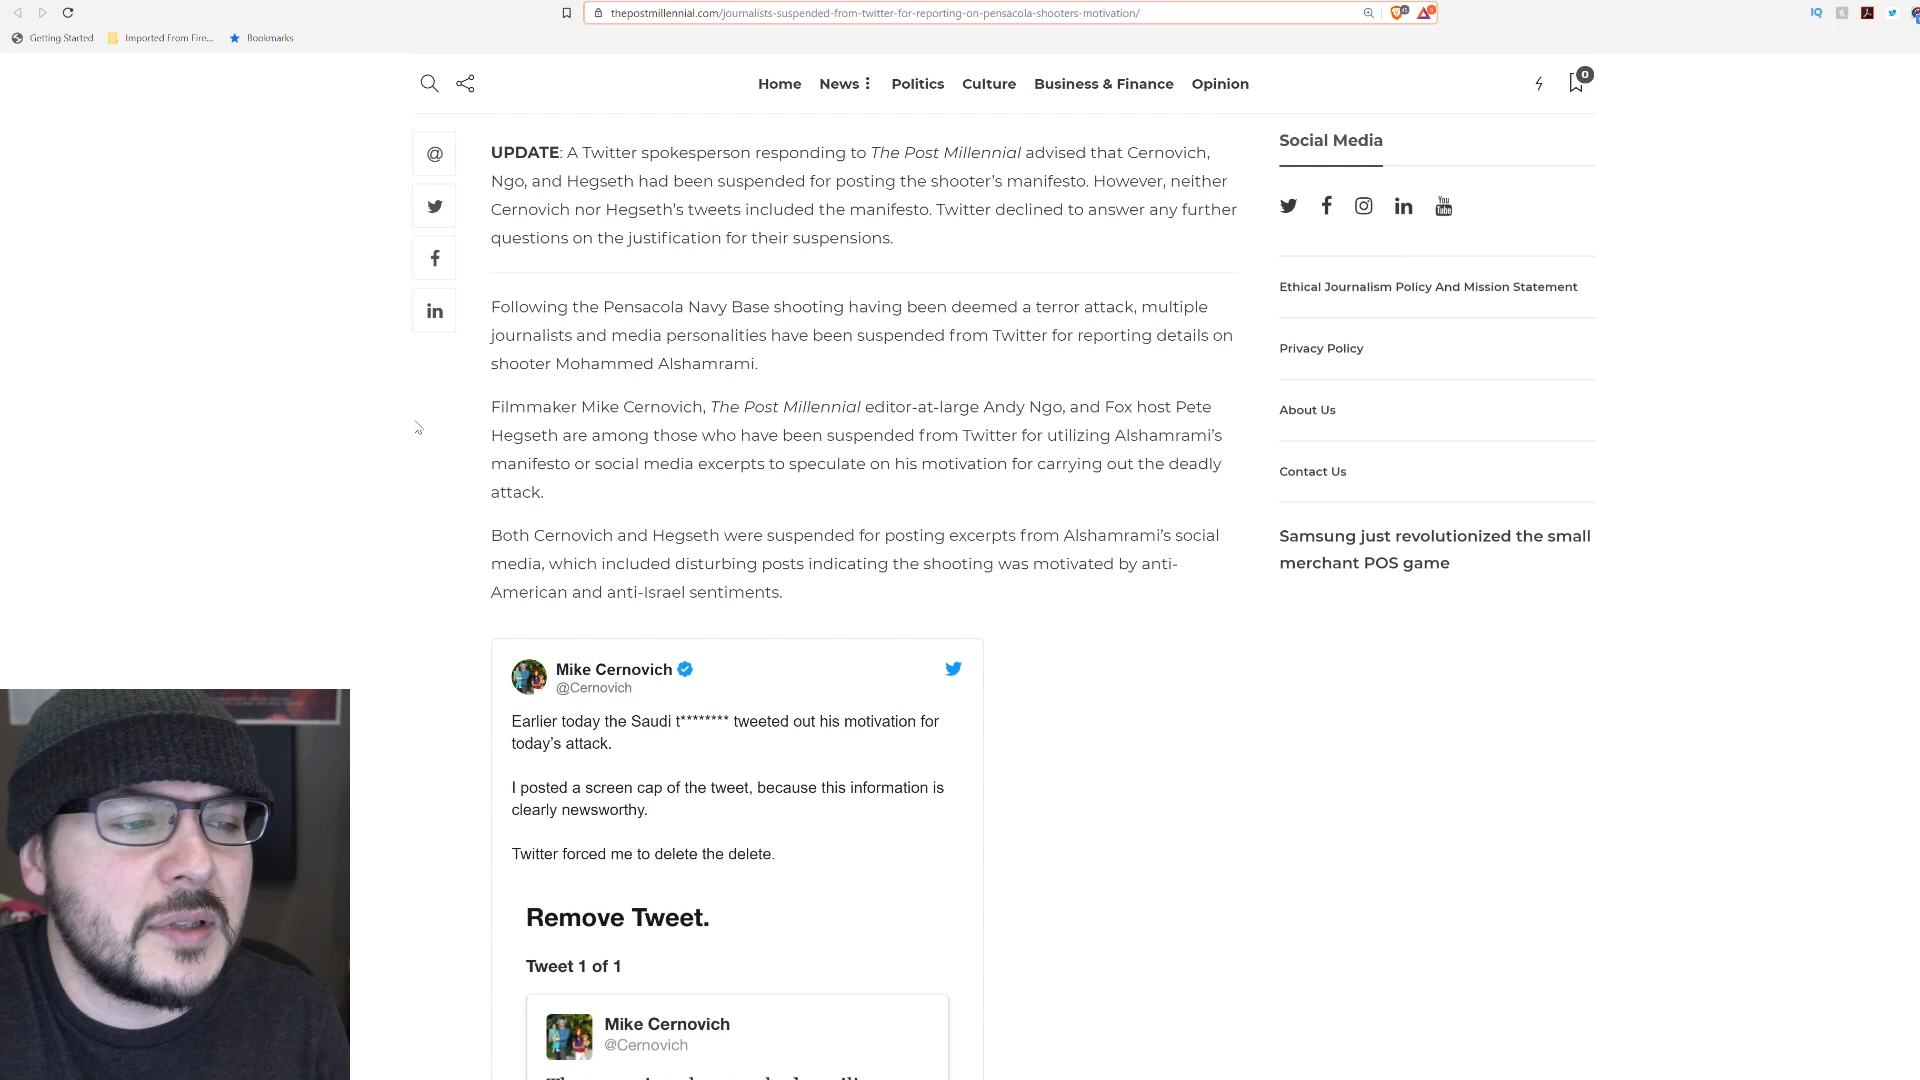 thepostmillennial.com/journalists-suspended-from-twitter-for-reporting-on-pensacola-shooters-motivation/
IQ
Getting Started
Imported From Fire...
Bookmarks
Home
News
Politics
Culture
Business & Finance
Opinion
0
UPDATE: A Twitter spokesperson responding to The Post Millennial advised that Cernovich,
Ngo, and Hegseth had been suspended for posting the shooter's manifesto. However, neither
Cernovich nor Hegseth's tweets included the manifesto. Twitter declined to answer any further
questions on the justification for their suspensions.
Following the Pensacola Navy Base shooting having been deemed a terror attack, multiple
journalists and media personalities have been suspended from Twitter for reporting details on
shooter Mohammed Alshamrami.
Filmmaker Mike Cernovich, The Post Millennial editor-at-large Andy Ngo, and Fox host Pete
Hegseth are among those who have been suspended from Twitter for utilizing Alshamrami's
manifesto or social media excerpts to speculate on his motivation for carrying out the deadly
attack.
Both Cernovich and Hegseth were suspended for posting excerpts from Alshamrami's social
media, which included disturbing posts indicating the shooting was motivated by anti-
American and anti-Israel sentiments.
Mike Cernovich
@Cernovich
Earlier today the Saudi t******** tweeted out his motivation for
today's attack.
I posted a screen cap of the tweet, because this information is
clearly newsworthy.
Twitter forced me to delete the delete.
Remove Tweet.
Tweet 1 of 1
Mike Cernovich
@Cernovich
Social Media
You
Tube
Ethical Journalism Policy And Mission Statement
Privacy Policy
About Us
Contact Us
Samsung just revolutionized the small
merchant POS game